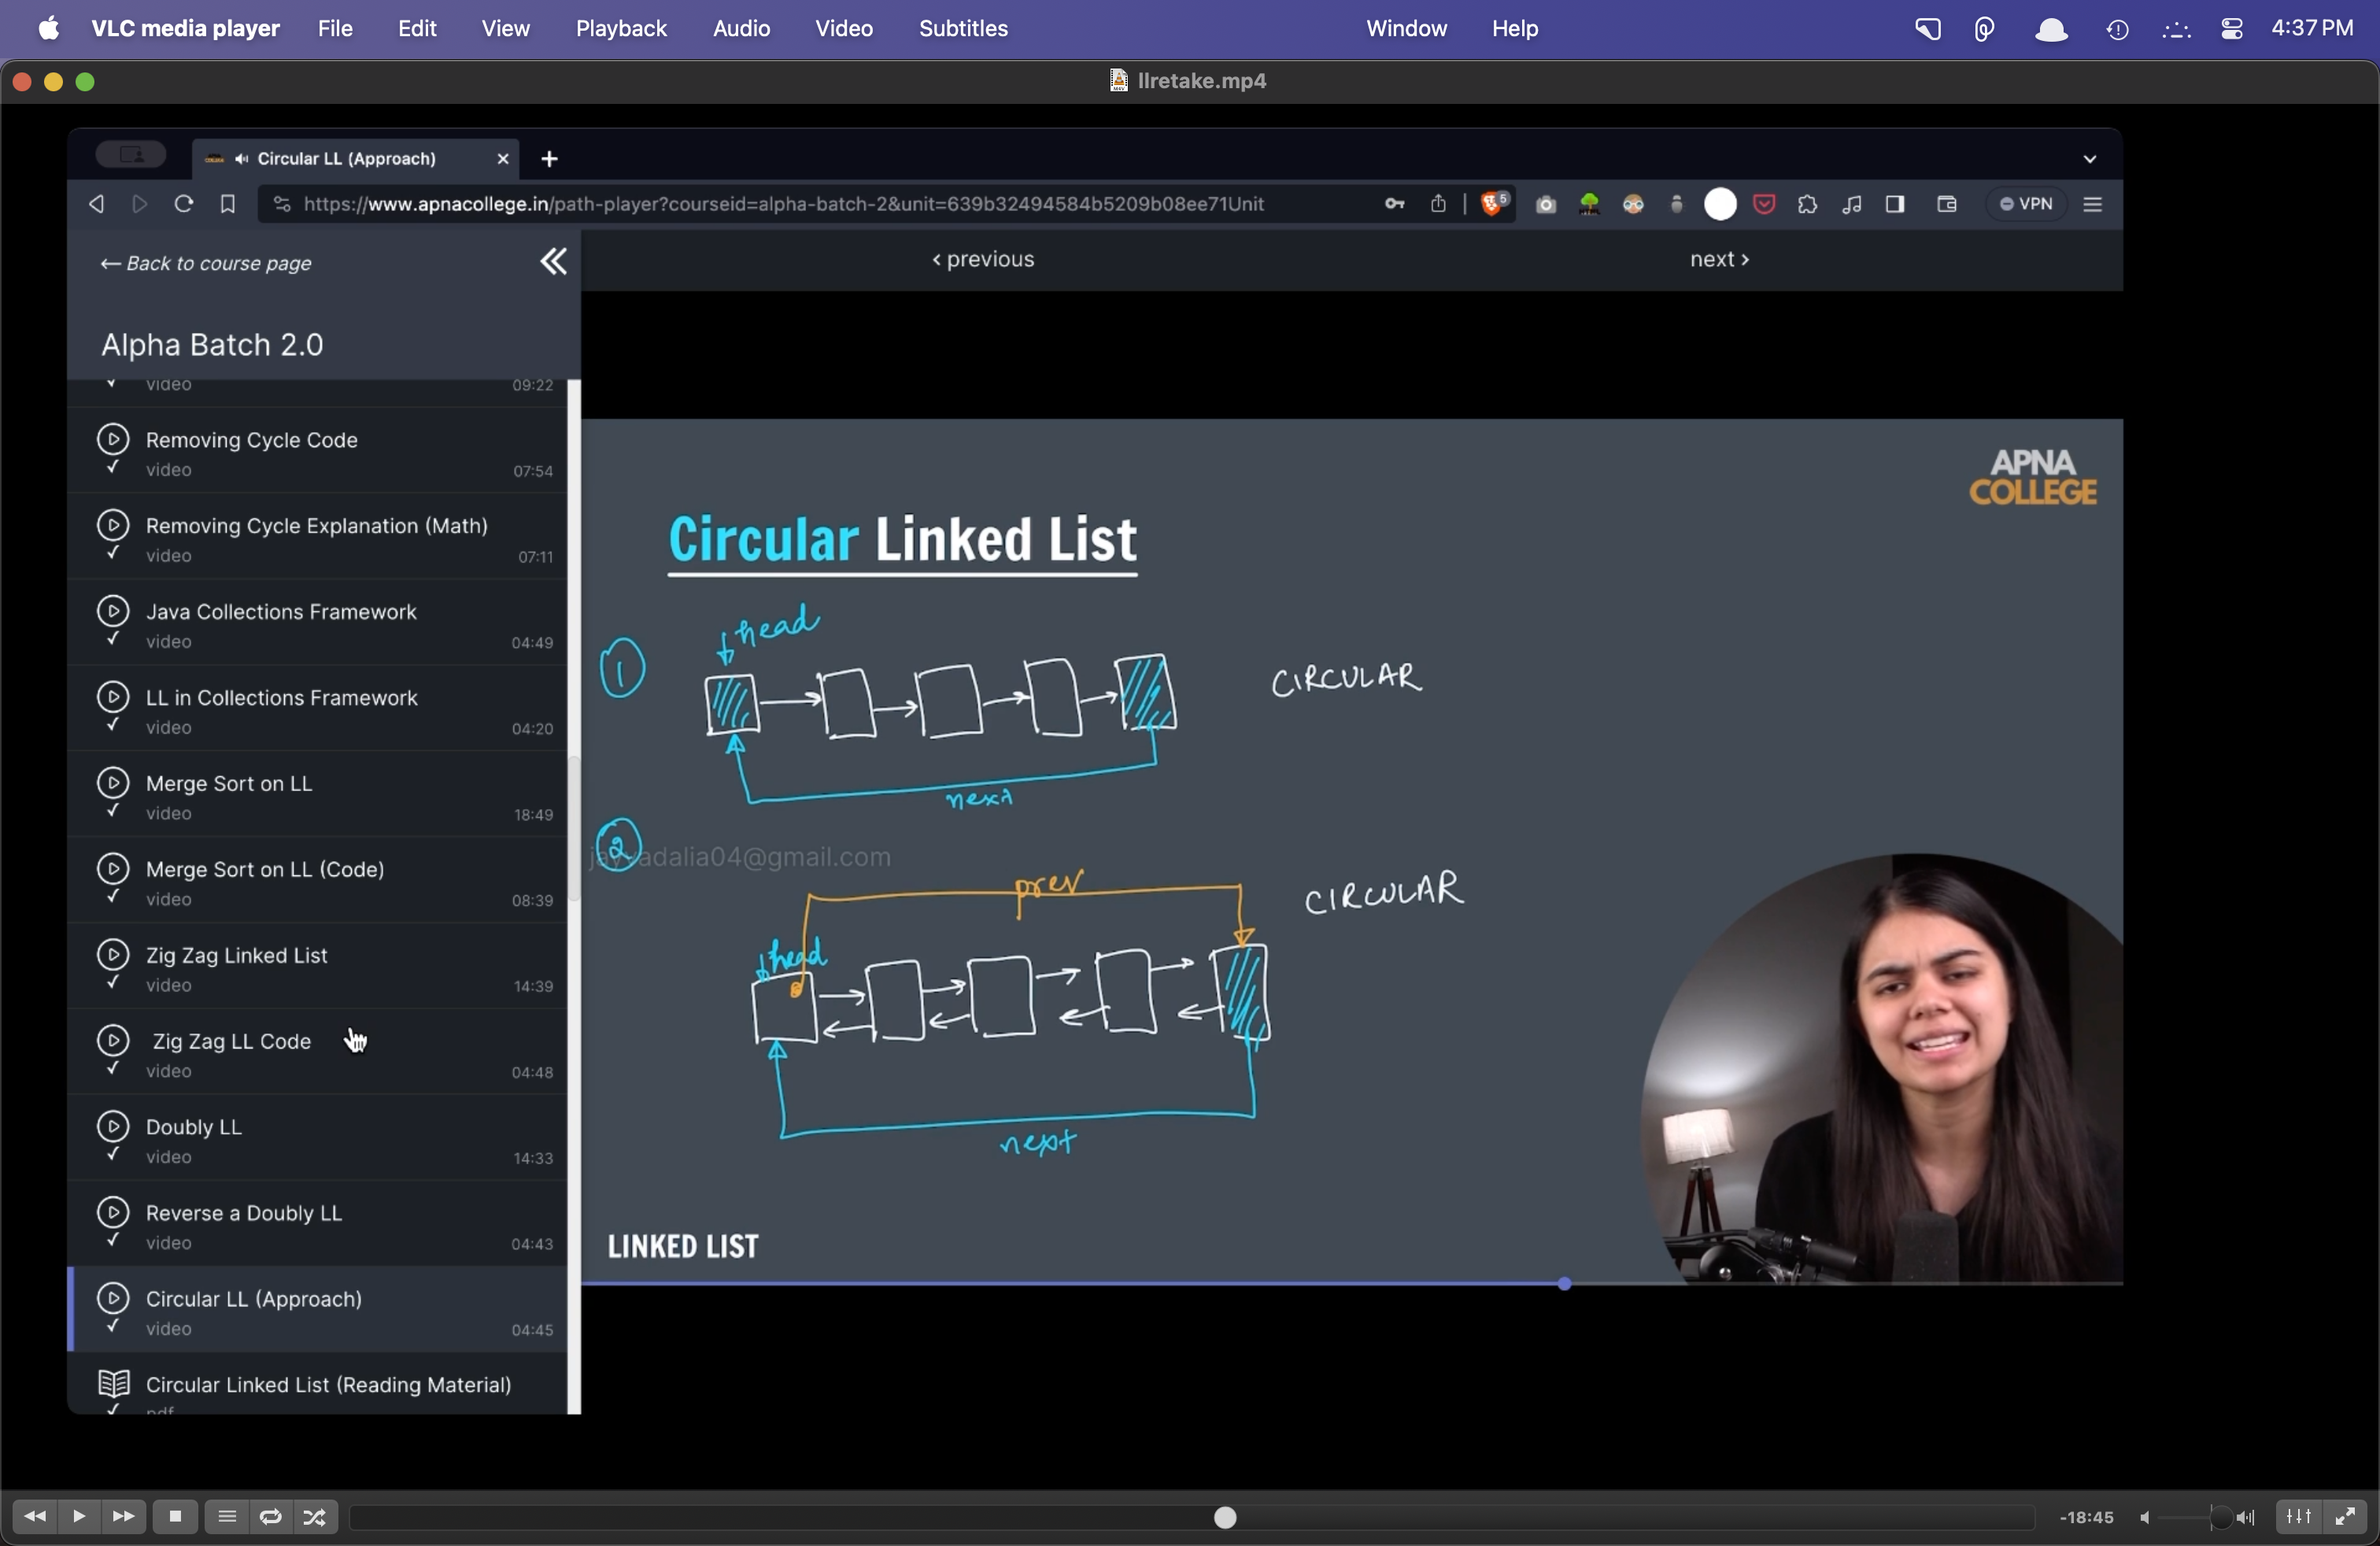 VLC media player File Edit View Playback Audio Video Subtitles Window Help 4:37 PM
llretake.mp4
Circular LL (Approach)
https://www.apnacollege.in/path-player?courseid=alpha-batch-2&unit=639b32494584b5209b08ee71Unit
5
VPN
← Back to course page
‹ previous
next ›
Alpha Batch 2.0
video 09:22
Removing Cycle Code
video 07:54
Removing Cycle Explanation (Math)
video 07:11
Java Collections Framework
video 04:49
LL in Collections Framework
video 04:20
Merge Sort on LL
video 18:49
Merge Sort on LL (Code)
video 08:39
Zig Zag Linked List
video 14:39
Zig Zag LL Code
video 04:48
Doubly LL
video 14:33
Reverse a Doubly LL
video 04:43
Circular LL (Approach)
video 04:45
Circular Linked List (Reading Material)
pdf
APNA
COLLEGE
Circular Linked List
head
1
CIRCULAR
next
2
prev
CIRCULAR
head
next
LINKED LIST
-18:45